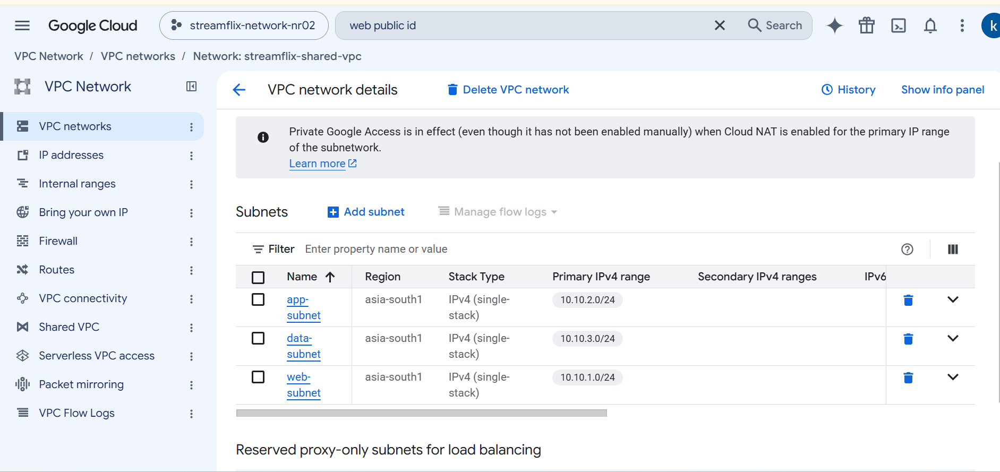 Google Cloud
streamflix-network-nr02
web public id
Search
k
VPC Network / VPC networks / Network: streamflix-shared-vpc
VPC Network
VPC networks
IP addresses
Internal ranges
Bring your own IP
Firewall
Routes
VPC connectivity
Shared VPC
Serverless VPC access
Packet mirroring
VPC Flow Logs
VPC network details
Delete VPC network
History
Show info panel
Private Google Access is in effect (even though it has not been enabled manually) when Cloud NAT is enabled for the primary IP range
of the subnetwork.
Learn more
Subnets
Add subnet
Manage flow logs
Filter Enter property name or value
Name Region Stack Type Primary IPv4 range Secondary IPv4 ranges IPv6
app- asia-south1 IPv4 (single- 10.10.2.0/24
subnet stack)
data- asia-south1 IPv4 (single- 10.10.3.0/24
subnet stack)
web- asia-south1 IPv4 (single- 10.10.1.0/24
subnet stack)
Reserved proxy-only subnets for load balancing